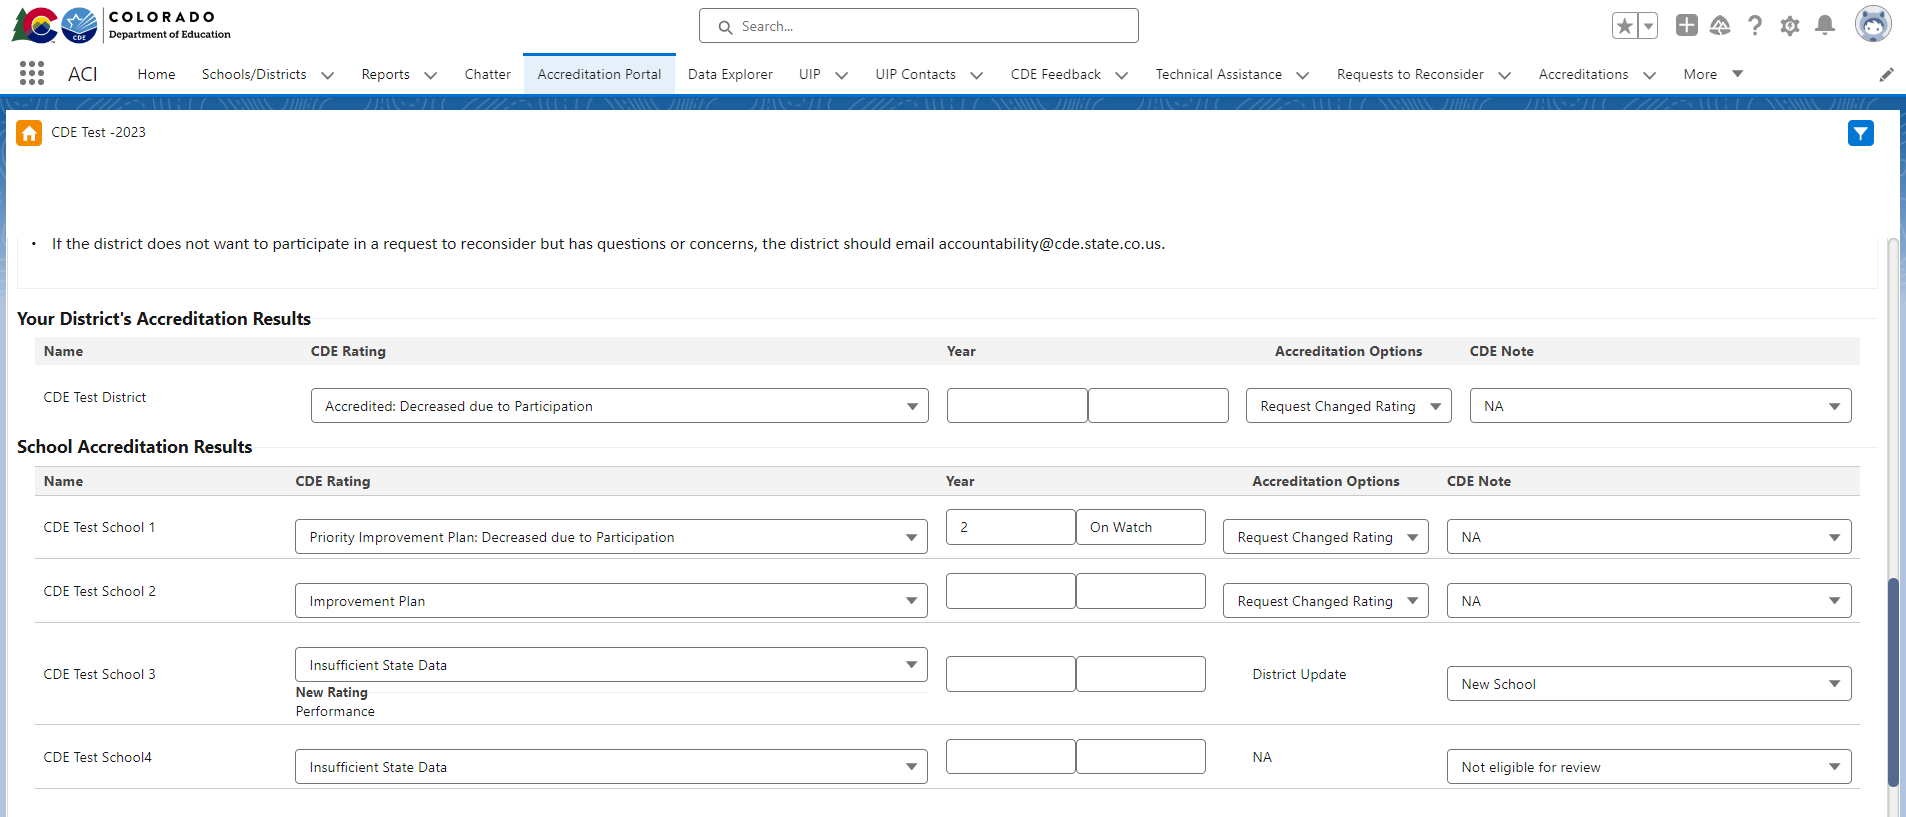 COLORADO
Department of Education
CDE
Search...
ACI Home Schools/Districts Reports Chatter Accreditation Portal Data Explorer UIP UIP Contacts CDE Feedback Technical Assistance Requests to Reconsider Accreditations More
CDE Test -2023
• If the district does not want to participate in a request to reconsider but has questions or concerns, the district should email accountability@cde.state.co.us.
Your District's Accreditation Results
Name CDE Rating Year Accreditation Options CDE Note
CDE Test District Accredited: Decreased due to Participation Request Changed Rating NA
School Accreditation Results
Name CDE Rating Year Accreditation Options CDE Note
CDE Test School 1 Priority Improvement Plan: Decreased due to Participation 2 On Watch Request Changed Rating NA
CDE Test School 2 Improvement Plan Request Changed Rating NA
CDE Test School 3 Insufficient State Data District Update New School
New Rating
Performance
CDE Test School4 Insufficient State Data NA Not eligible for review